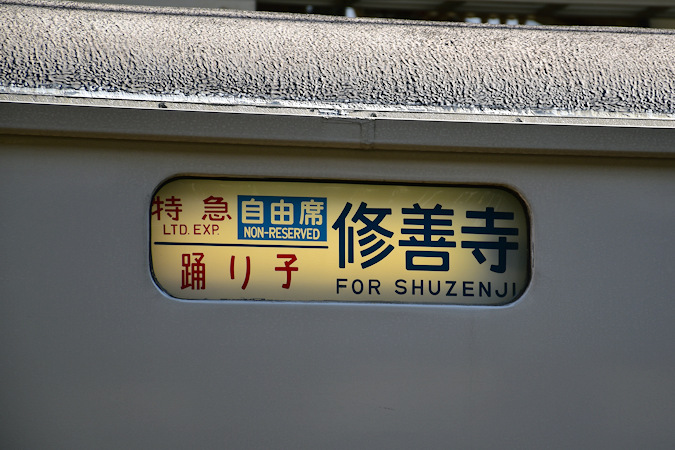 特急 自由席
LTD. EXP. NON-RESERVED
踊り子
修善寺
FOR SHUZENJI